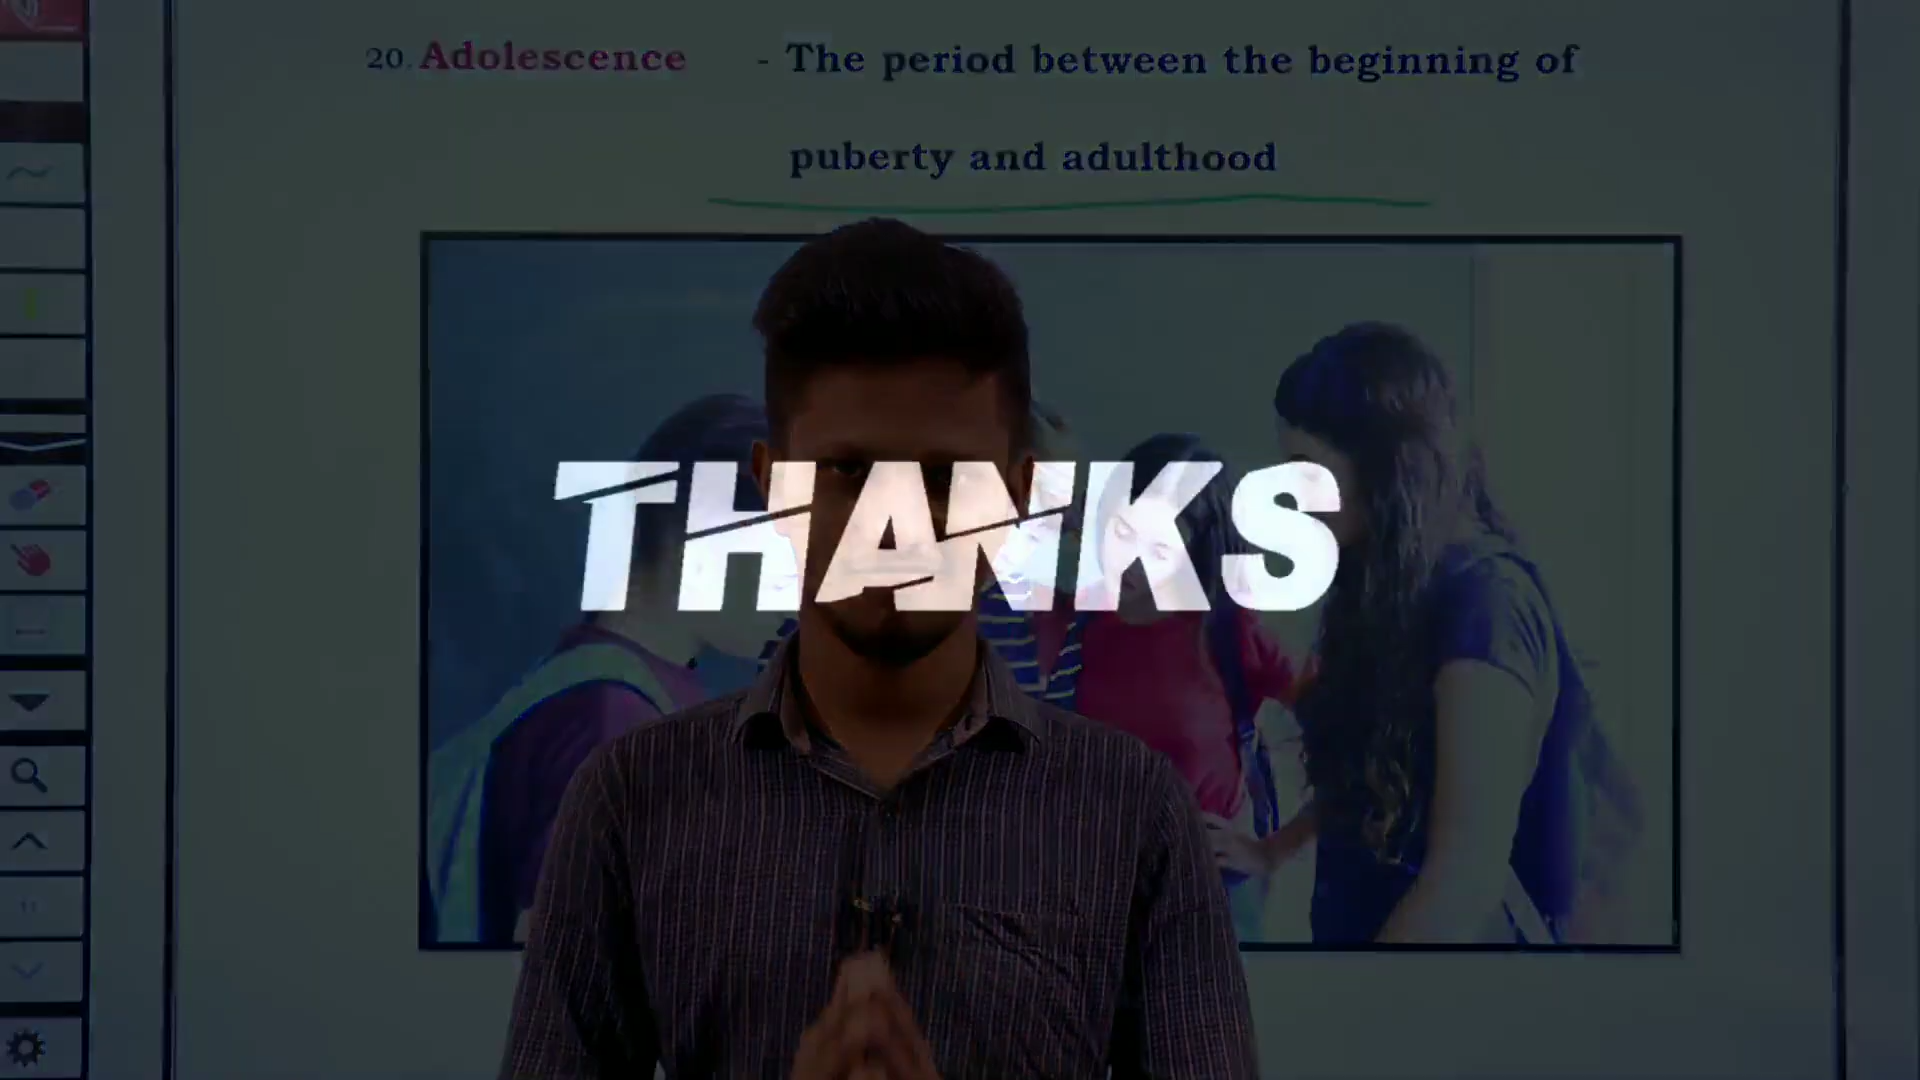 20. Adolescence - The period between the beginning of
puberty and adulthood
THANKS